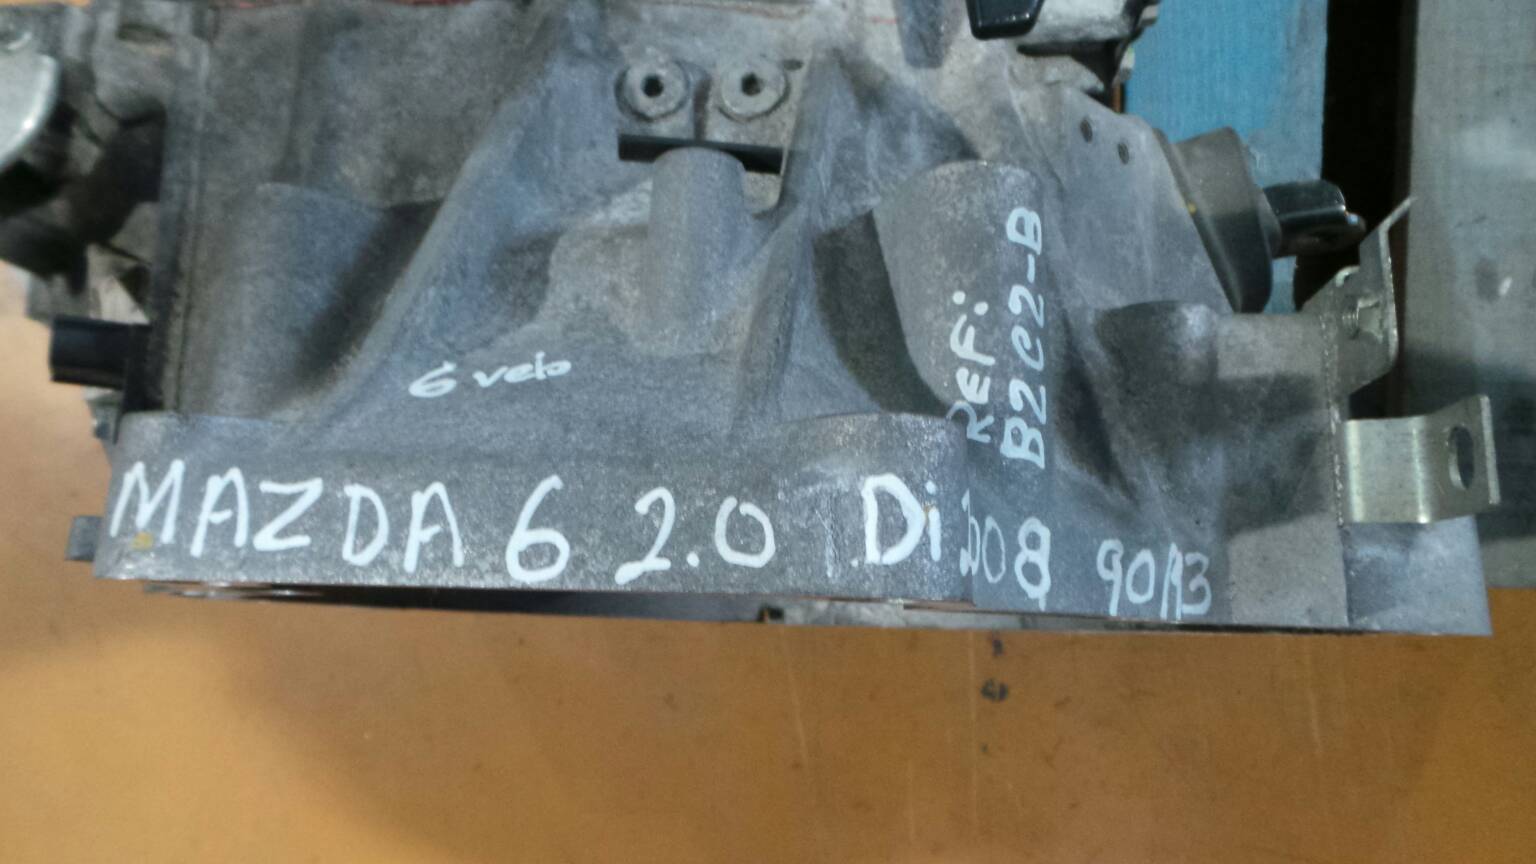 6 velo
REF:
B2C2-B
MAZDA 6 2.0 Di 2008 90A3